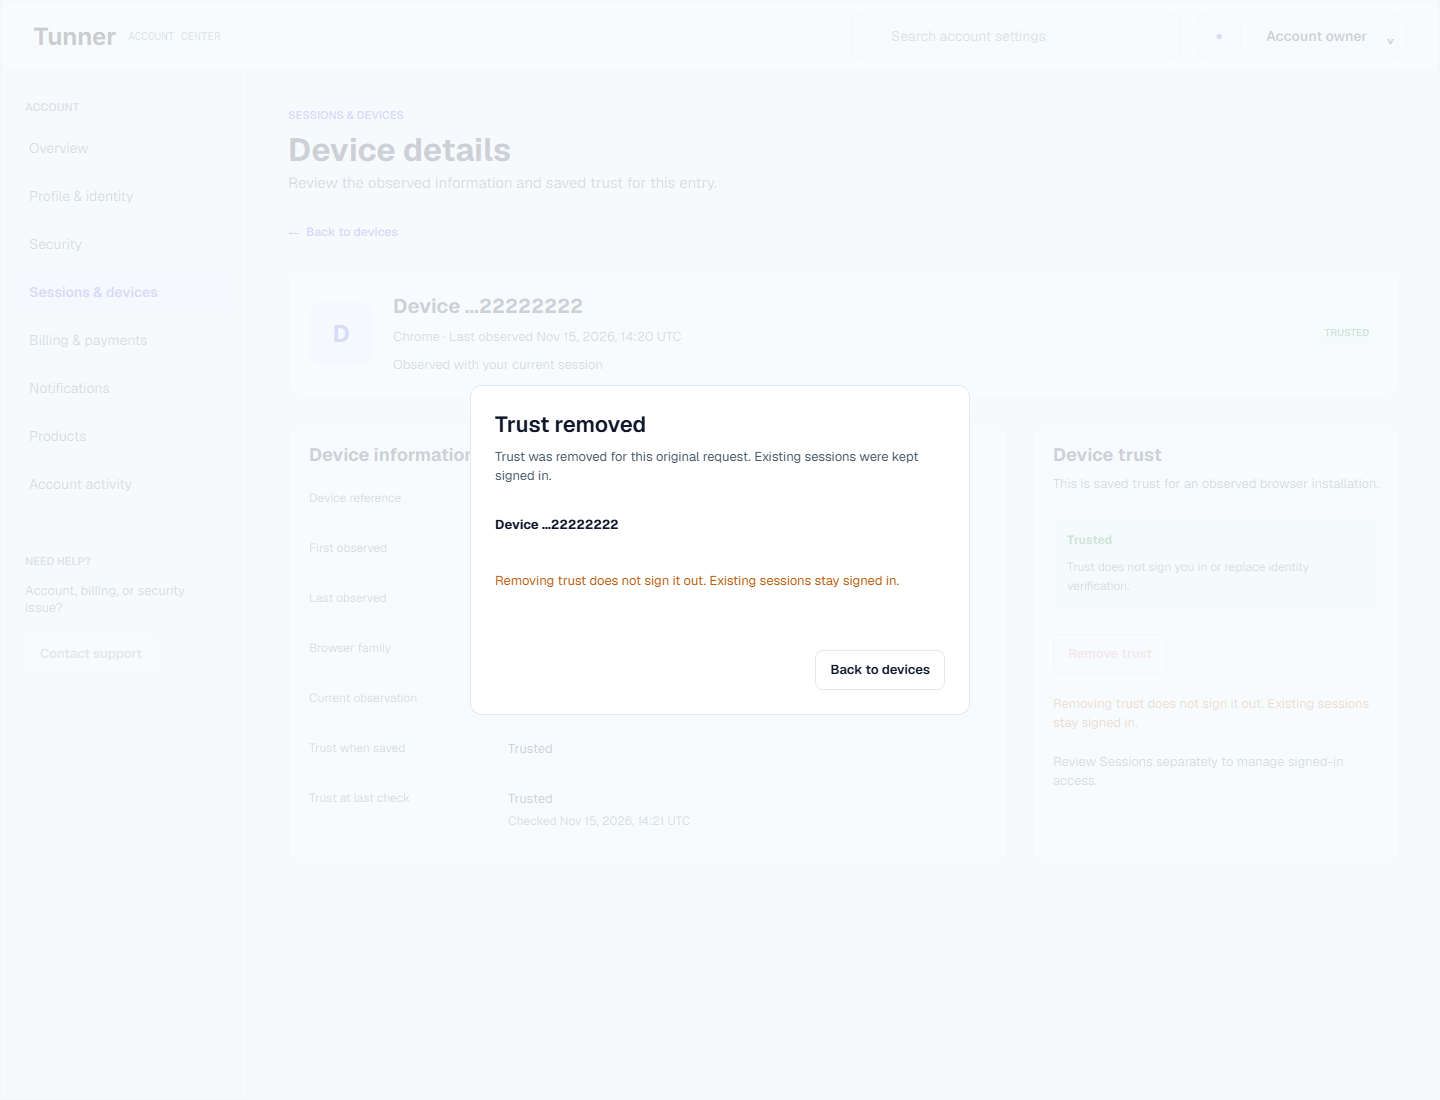 Tunner ACCOUNT CENTER
Search account settings
Account owner
ACCOUNT
Overview
Profile & identity
Security
Sessions & devices
Billing & payments
Notifications
Products
Account activity
NEED HELP?
Account, billing, or security
issue?
Contact support
SESSIONS & DEVICES
Device details
Review the observed information and saved trust for this entry.
← Back to devices
D
Device ...22222222
Chrome · Last observed Nov 15, 2026, 14:20 UTC
Observed with your current session
TRUSTED
Device information
Device reference
First observed
Last observed
Browser family
Current observation
Trust when saved
Trusted
Trust at last check
Trusted
Checked Nov 15, 2026, 14:21 UTC
Trust removed
Trust was removed for this original request. Existing sessions were kept
signed in.
Device ...22222222
Removing trust does not sign it out. Existing sessions stay signed in.
Back to devices
Device trust
This is saved trust for an observed browser installation.
Trusted
Trust does not sign you in or replace identity
verification.
Remove trust
Removing trust does not sign it out. Existing sessions
stay signed in.
Review Sessions separately to manage signed-in
access.